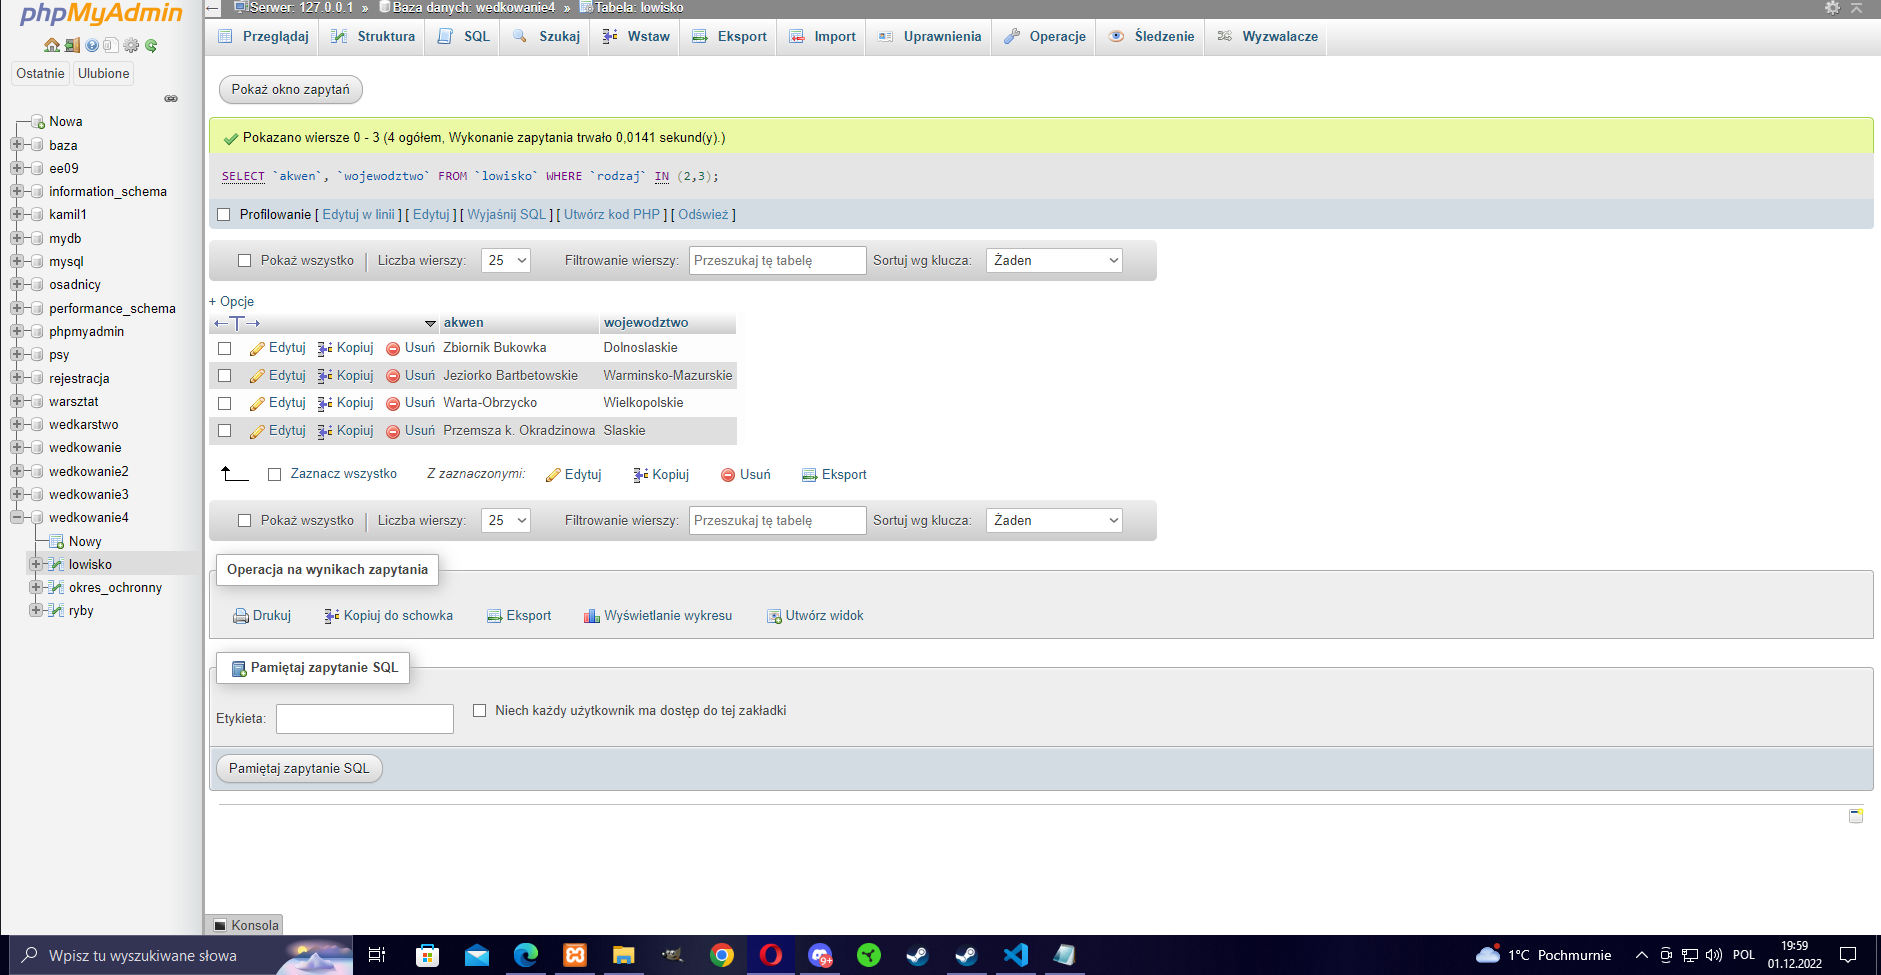 phpMyAdmin
Ostatnie Ulubione
Nowa
baza
ee09
information_schema
kamil1
mydb
mysql
osadnicy
performance_schema
phpmyadmin
psy
rejestracja
warsztat
wedkarstwo
wedkowanie
wedkowanie2
wedkowanie3
wedkowanie4
Nowy
lowisko
okres_ochronny
ryby
Serwer: 127.0.0.1 » Baza danych: wedkowanie4 » Tabela: lowisko
Przeglądaj Struktura SQL Szukaj Wstaw Eksport Import Uprawnienia Operacje Śledzenie Wyzwalacze
Pokaż okno zapytań
Pokazano wiersze 0 - 3 (4 ogółem, Wykonanie zapytania trwało 0,0141 sekund(y).)
SELECT `akwen`, `wojewodztwo` FROM `lowisko` WHERE `rodzaj` IN (2,3);
Profilowanie [ Edytuj w linii ] [ Edytuj ] [ Wyjaśnij SQL ] [ Utwórz kod PHP ] [ Odśwież ]
Pokaż wszystko | Liczba wierszy: 25 Filtrowanie wierszy: Przeszukaj tę tabelę Sortuj wg klucza: Żaden
+ Opcje
←T→ akwen wojewodztwo
Edytuj Kopiuj Usuń Zbiornik Bukowka Dolnoslaskie
Edytuj Kopiuj Usuń Jeziorko Bartbetowskie Warminsko-Mazurskie
Edytuj Kopiuj Usuń Warta-Obrzycko Wielkopolskie
Edytuj Kopiuj Usuń Przemsza k. Okradzinowa Slaskie
Zaznacz wszystko Z zaznaczonymi: Edytuj Kopiuj Usuń Eksport
Pokaż wszystko | Liczba wierszy: 25 Filtrowanie wierszy: Przeszukaj tę tabelę Sortuj wg klucza: Żaden
Operacja na wynikach zapytania
Drukuj Kopiuj do schowka Eksport Wyświetlanie wykresu Utwórz widok
Pamiętaj zapytanie SQL
Etykieta: Niech każdy użytkownik ma dostęp do tej zakładki
Pamiętaj zapytanie SQL
Konsola
Wpisz tu wyszukiwane słowa
9+
1°C Pochmurnie
POL
19:59
01.12.2022